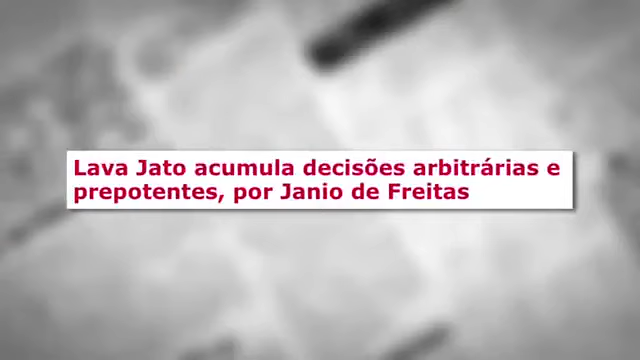 Lava Jato acumula decisões arbitrárias e
prepotentes, por Janio de Freitas